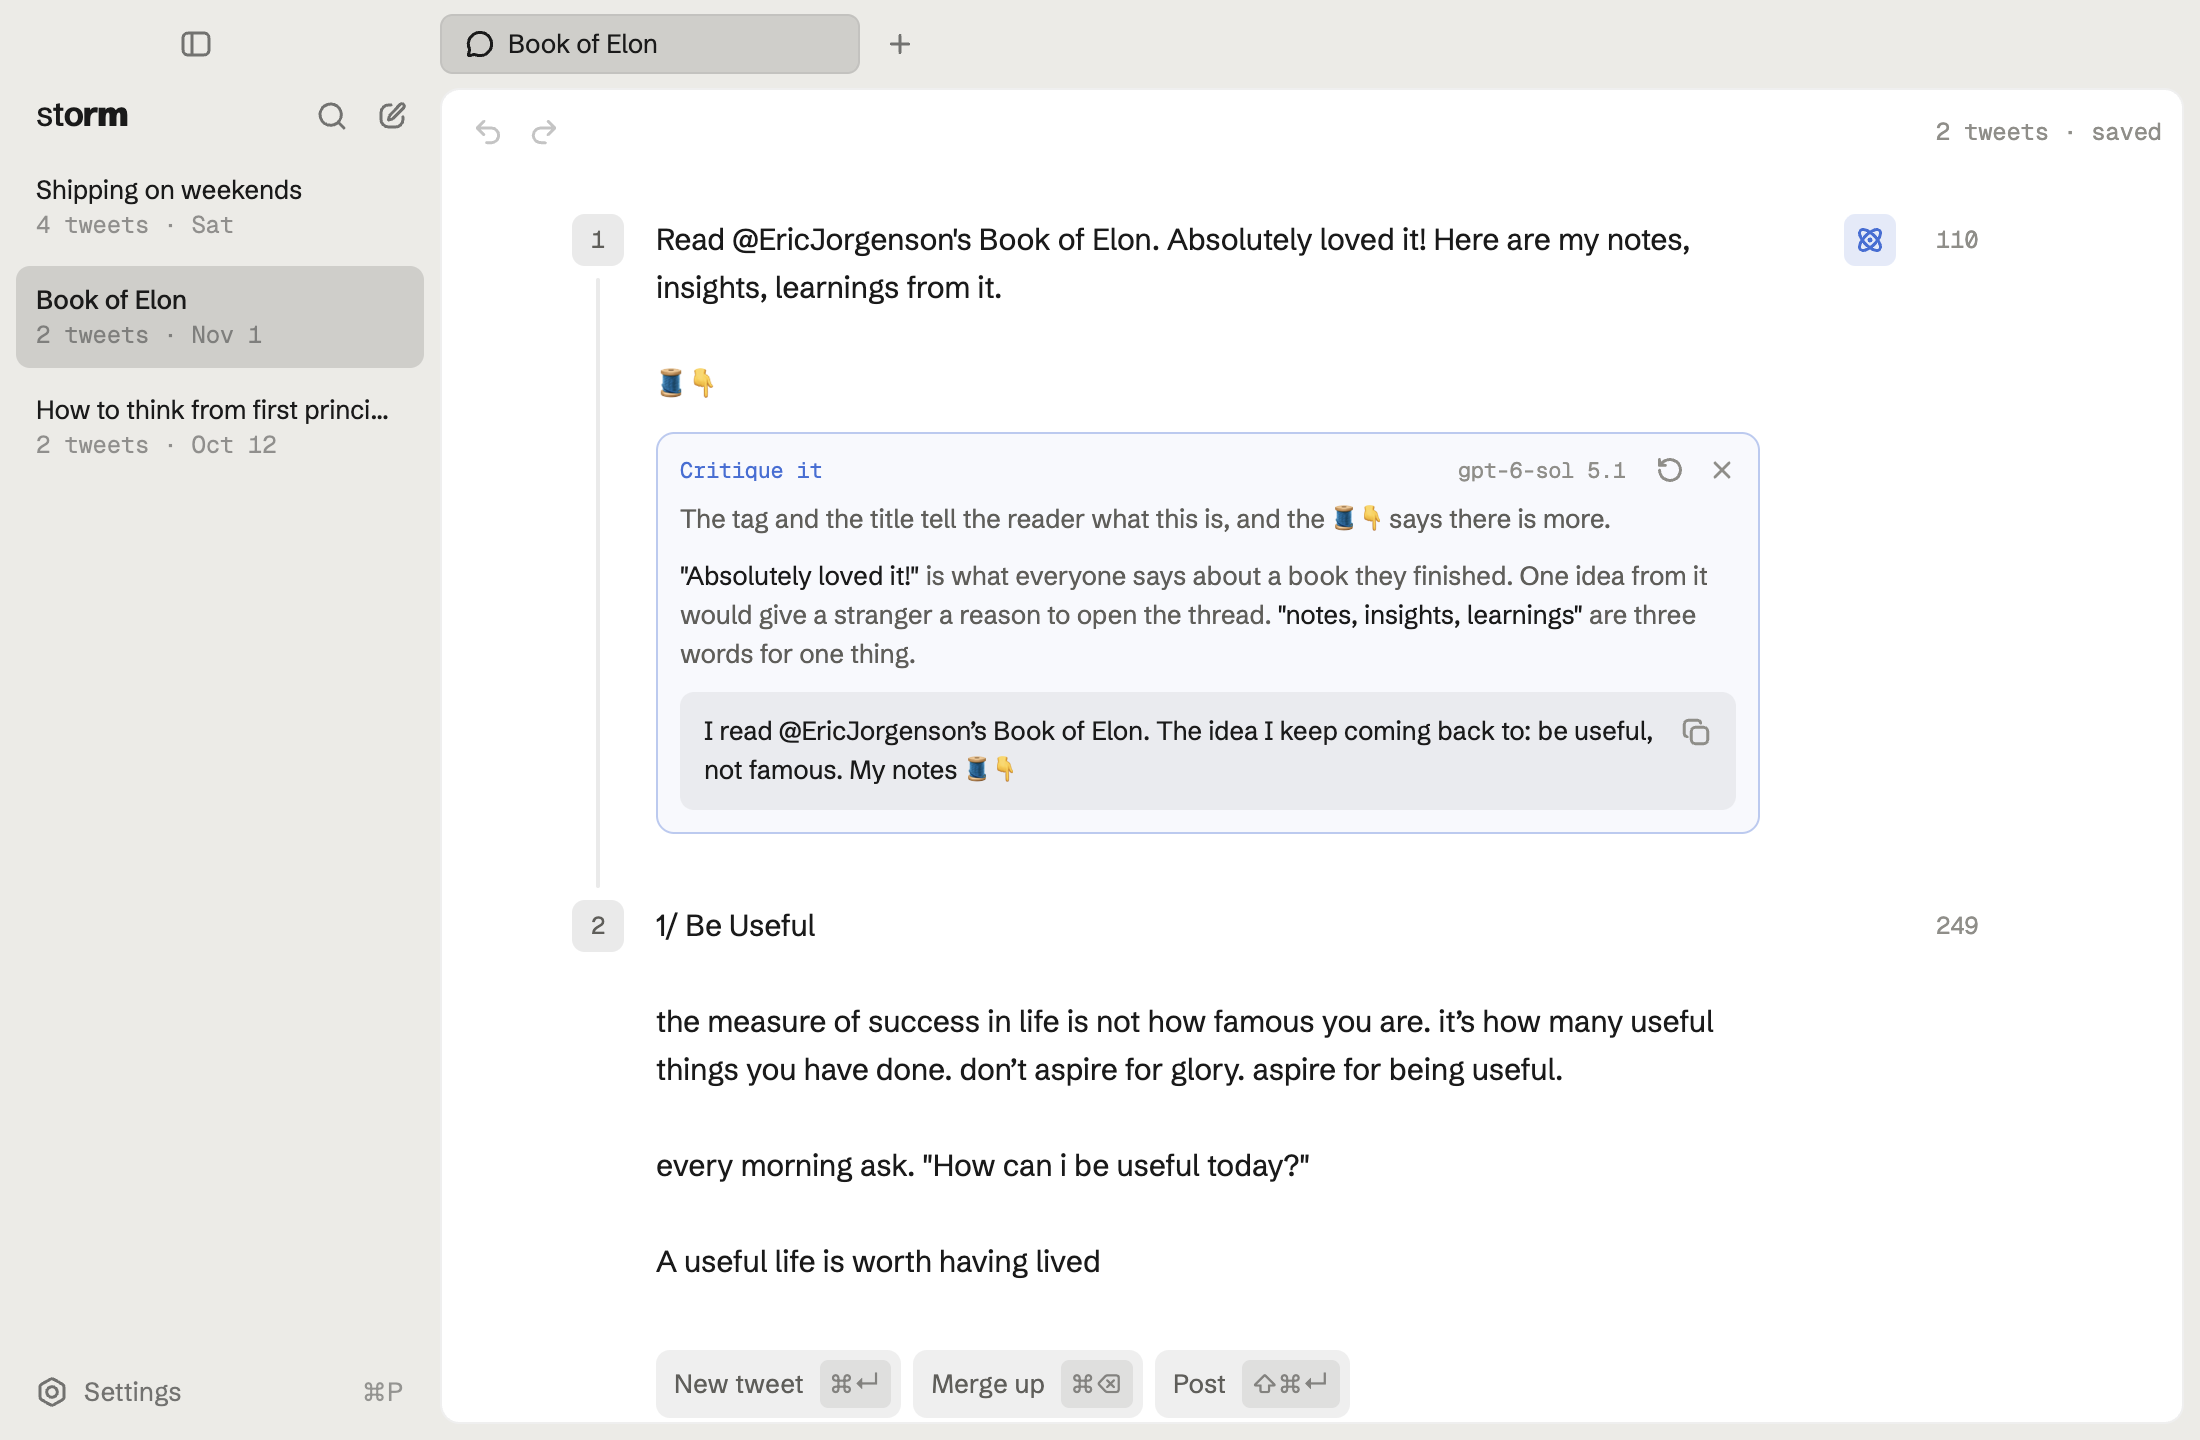 Book of Elon
storm
2 tweets · saved
Shipping on weekends
4 tweets · Sat
Book of Elon
2 tweets · Nov 1
How to think from first princi...
2 tweets · Oct 12
1
Read @EricJorgenson's Book of Elon. Absolutely loved it! Here are my notes,
110
insights, learnings from it.
🧵👇
Critique it
gpt-6-sol 5.1
The tag and the title tell the reader what this is, and the 🧵👇 says there is more.
"Absolutely loved it!" is what everyone says about a book they finished. One idea from it
would give a stranger a reason to open the thread. "notes, insights, learnings" are three
words for one thing.
I read @EricJorgenson’s Book of Elon. The idea I keep coming back to: be useful,
not famous. My notes 🧵👇
2
1/ Be Useful
249
the measure of success in life is not how famous you are. it’s how many useful
things you have done. don’t aspire for glory. aspire for being useful.
every morning ask. "How can i be useful today?"
A useful life is worth having lived
New tweet ⌘↵
Merge up ⌘⌫
Post ⇧⌘↵
Settings
⌘P